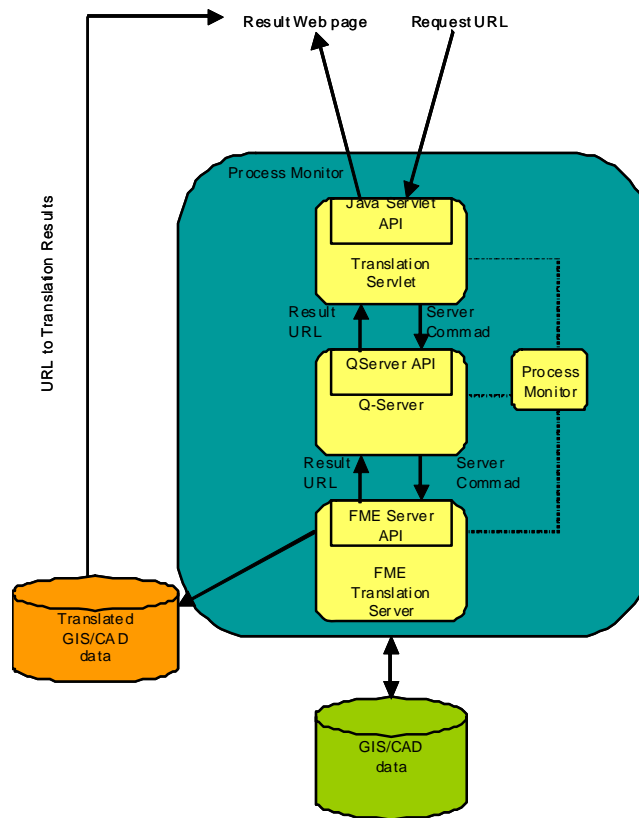 Result Web page
Request URL
Process Monitor
Java Servlet
API
Translation
Servlet
Result
URL
Server
Commad
URL to Translation Results
QServer API
Q-Server
Process
Monitor
Result
URL
Server
Commad
FME Server
API
FME
Translation
Server
Translated
GIS/CAD
data
GIS/CAD
data